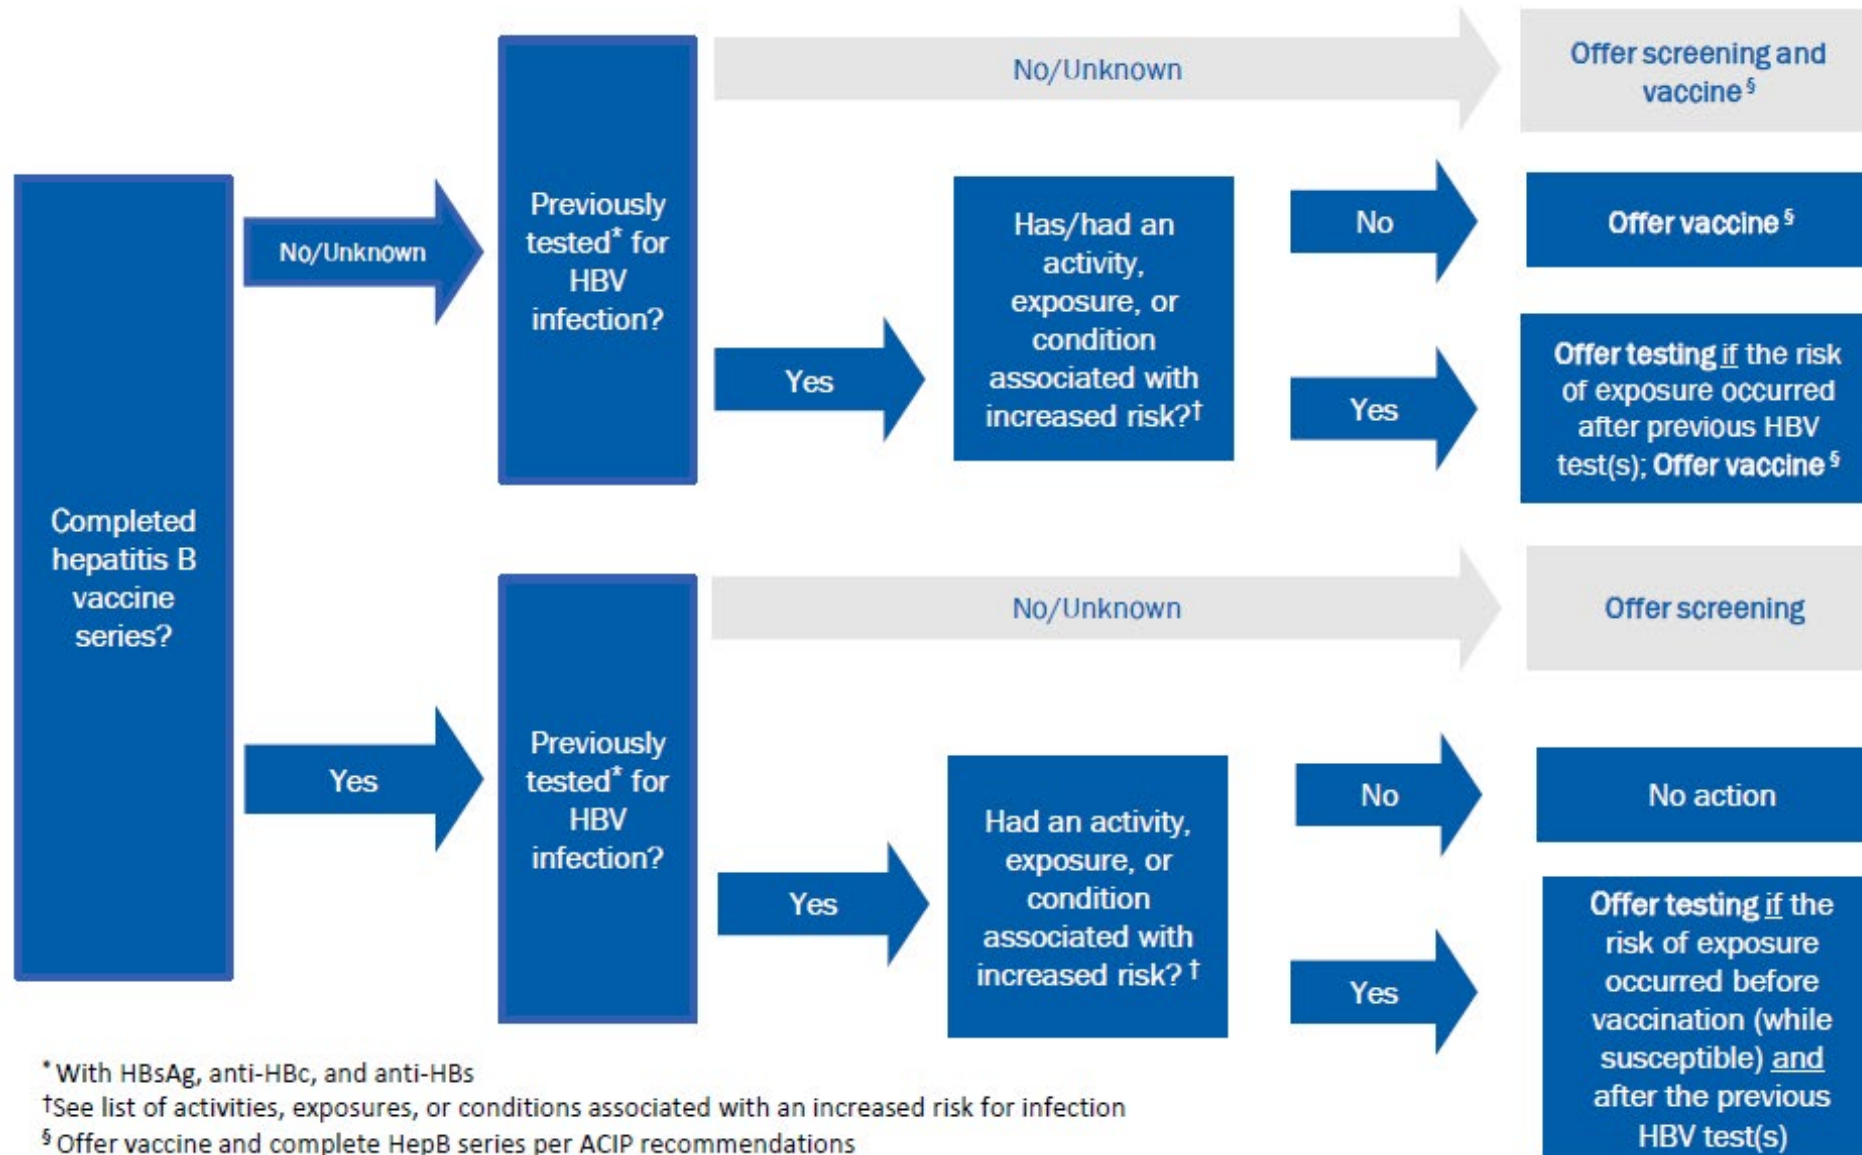 Completed
hepatitis B
vaccine
series?
No/Unknown
Previously
tested* for
HBV
infection?
No/Unknown
Offer screening and
vaccine §
Yes
Has/had an
activity,
exposure, or
condition
associated with
increased risk?†
No
Offer vaccine §
Yes
Offer testing if the risk
of exposure occurred
after previous HBV
test(s); Offer vaccine §
Yes
Previously
tested* for
HBV
infection?
No/Unknown
Offer screening
Yes
Had an activity,
exposure, or
condition
associated with
increased risk? †
No
No action
Yes
Offer testing if the
risk of exposure
occurred before
vaccination (while
susceptible) and
after the previous
HBV test(s)
* With HBsAg, anti-HBc, and anti-HBs
†See list of activities, exposures, or conditions associated with an increased risk for infection
§ Offer vaccine and complete HepB series per ACIP recommendations